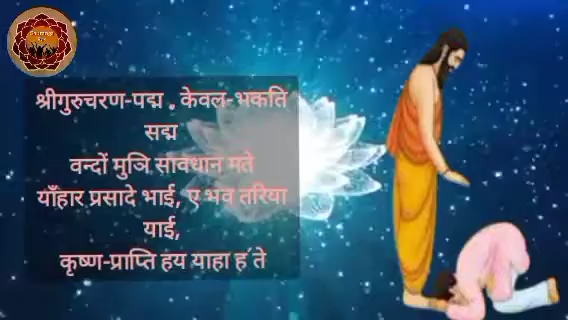 श्रीगुरुचरण-पद्म , केवल-भकति
सद्म
वन्दों मुञि सावधान मते
याँहार प्रसादे भाई, ए भव तरिया
याई,
कृष्ण-प्राप्ति हय याहा ह´ते